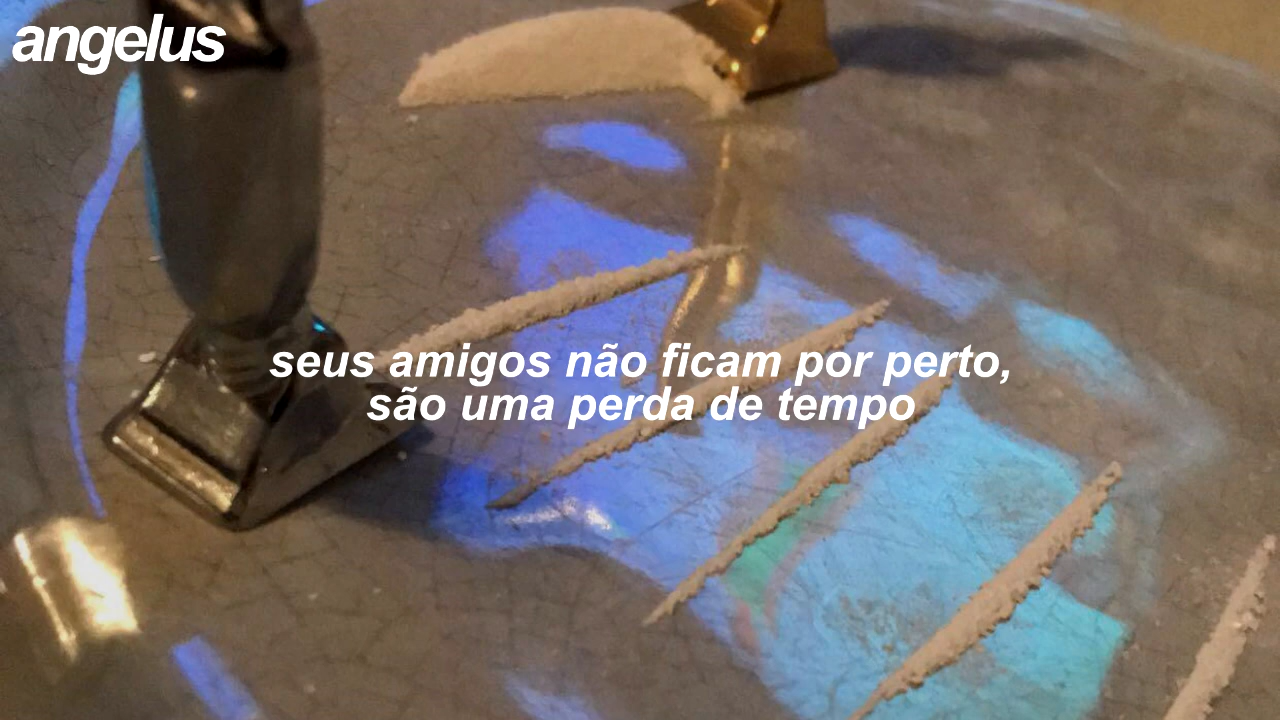 angelus
seus amigos não ficam por perto,
são uma perda de tempo